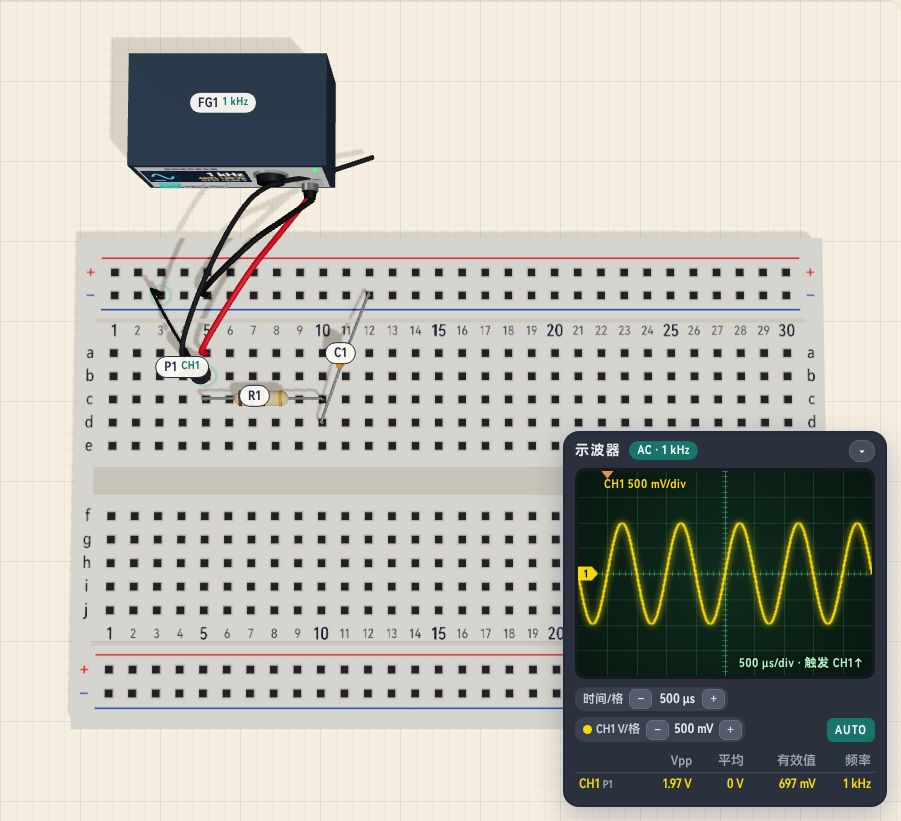 FG1 1 kHz
1 kHz
+ +
− −
1 2 3 5 6 7 8 9 10 11 12 13 14 15 16 17 18 19 20 21 22 23 24 25 26 27 28 29 30
a a
C1
P1 CH1
b b
R1
c c
d d
e
f
g
h
i
j
1 2 3 4 5 6 7 8 9 10 11 12 13 14 15 16 17 18 19 20
+
−
示波器 AC · 1 kHz
CH1 500 mV/div
1
500 µs/div · 触发 CH1↑
时间/格 − 500 µs +
CH1 V/格 − 500 mV + AUTO
Vpp 平均 有效值 频率
CH1 P1 1.97 V 0 V 697 mV 1 kHz